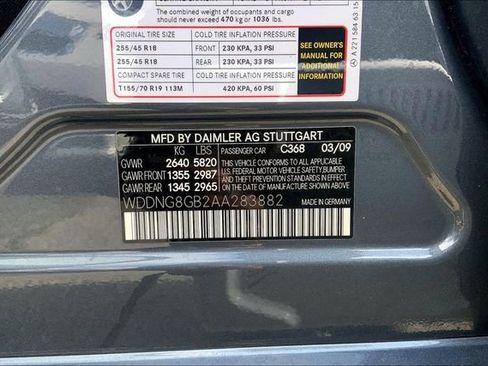 The combined weight of occupants and cargo
should never exceed 470 kg or 1036 lbs.
ORIGINAL TIRE SIZE COLD TIRE INFLATION PRESSURE
255/45 R18 FRONT 230 KPA, 33 PSI
255/45 R18 REAR 230 KPA, 33 PSI
COMPACT SPARE TIRE COLD TIRE INFLATION PRESSURE
T155/70 R19 113M 420 KPA, 60 PSI
SEE OWNER'S
MANUAL FOR
ADDITIONAL
INFORMATION
A 221 584 63 15
MFD BY DAIMLER AG STUTTGART
KG LBS PASSENGER CAR C368 03/09
GVWR 2640 5820
GAWR FRONT 1355 2987
GAWR REAR 1345 2965
THIS VEHICLE CONFORMS TO ALL APPLICABLE
U.S. FEDERAL MOTOR VEHICLE SAFETY BUMPER
AND THEFT PREVENTION STANDARDS IN EFFECT
ON THE DATE OF MANUFACTURE SHOWN ABOVE
WDDNG8GB2AA283882 MADE IN GERMANY